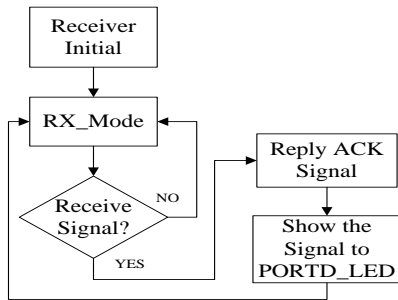 Receiver
Initial
RX_Mode
Receive
Signal?
NO
YES
Reply ACK
Signal
Show the
Signal to
PORTD_LED